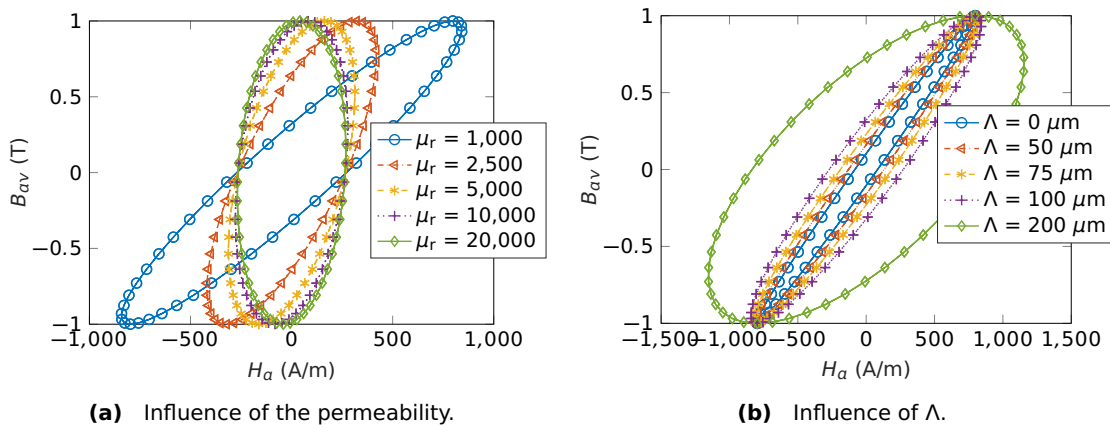 1
0.5
0
−0.5
−1
B_av (T)
−1,000
−500
0
500
1,000
H_a (A/m)
μr = 1,000
μr = 2,500
μr = 5,000
μr = 10,000
μr = 20,000
(a) Influence of the permeability.
1
0.5
0
−0.5
−1
B_av (T)
−1,500
−1,000
−500
0
500
1,000
1,500
H_a (A/m)
Λ = 0 μm
Λ = 50 μm
Λ = 75 μm
Λ = 100 μm
Λ = 200 μm
(b) Influence of Λ.